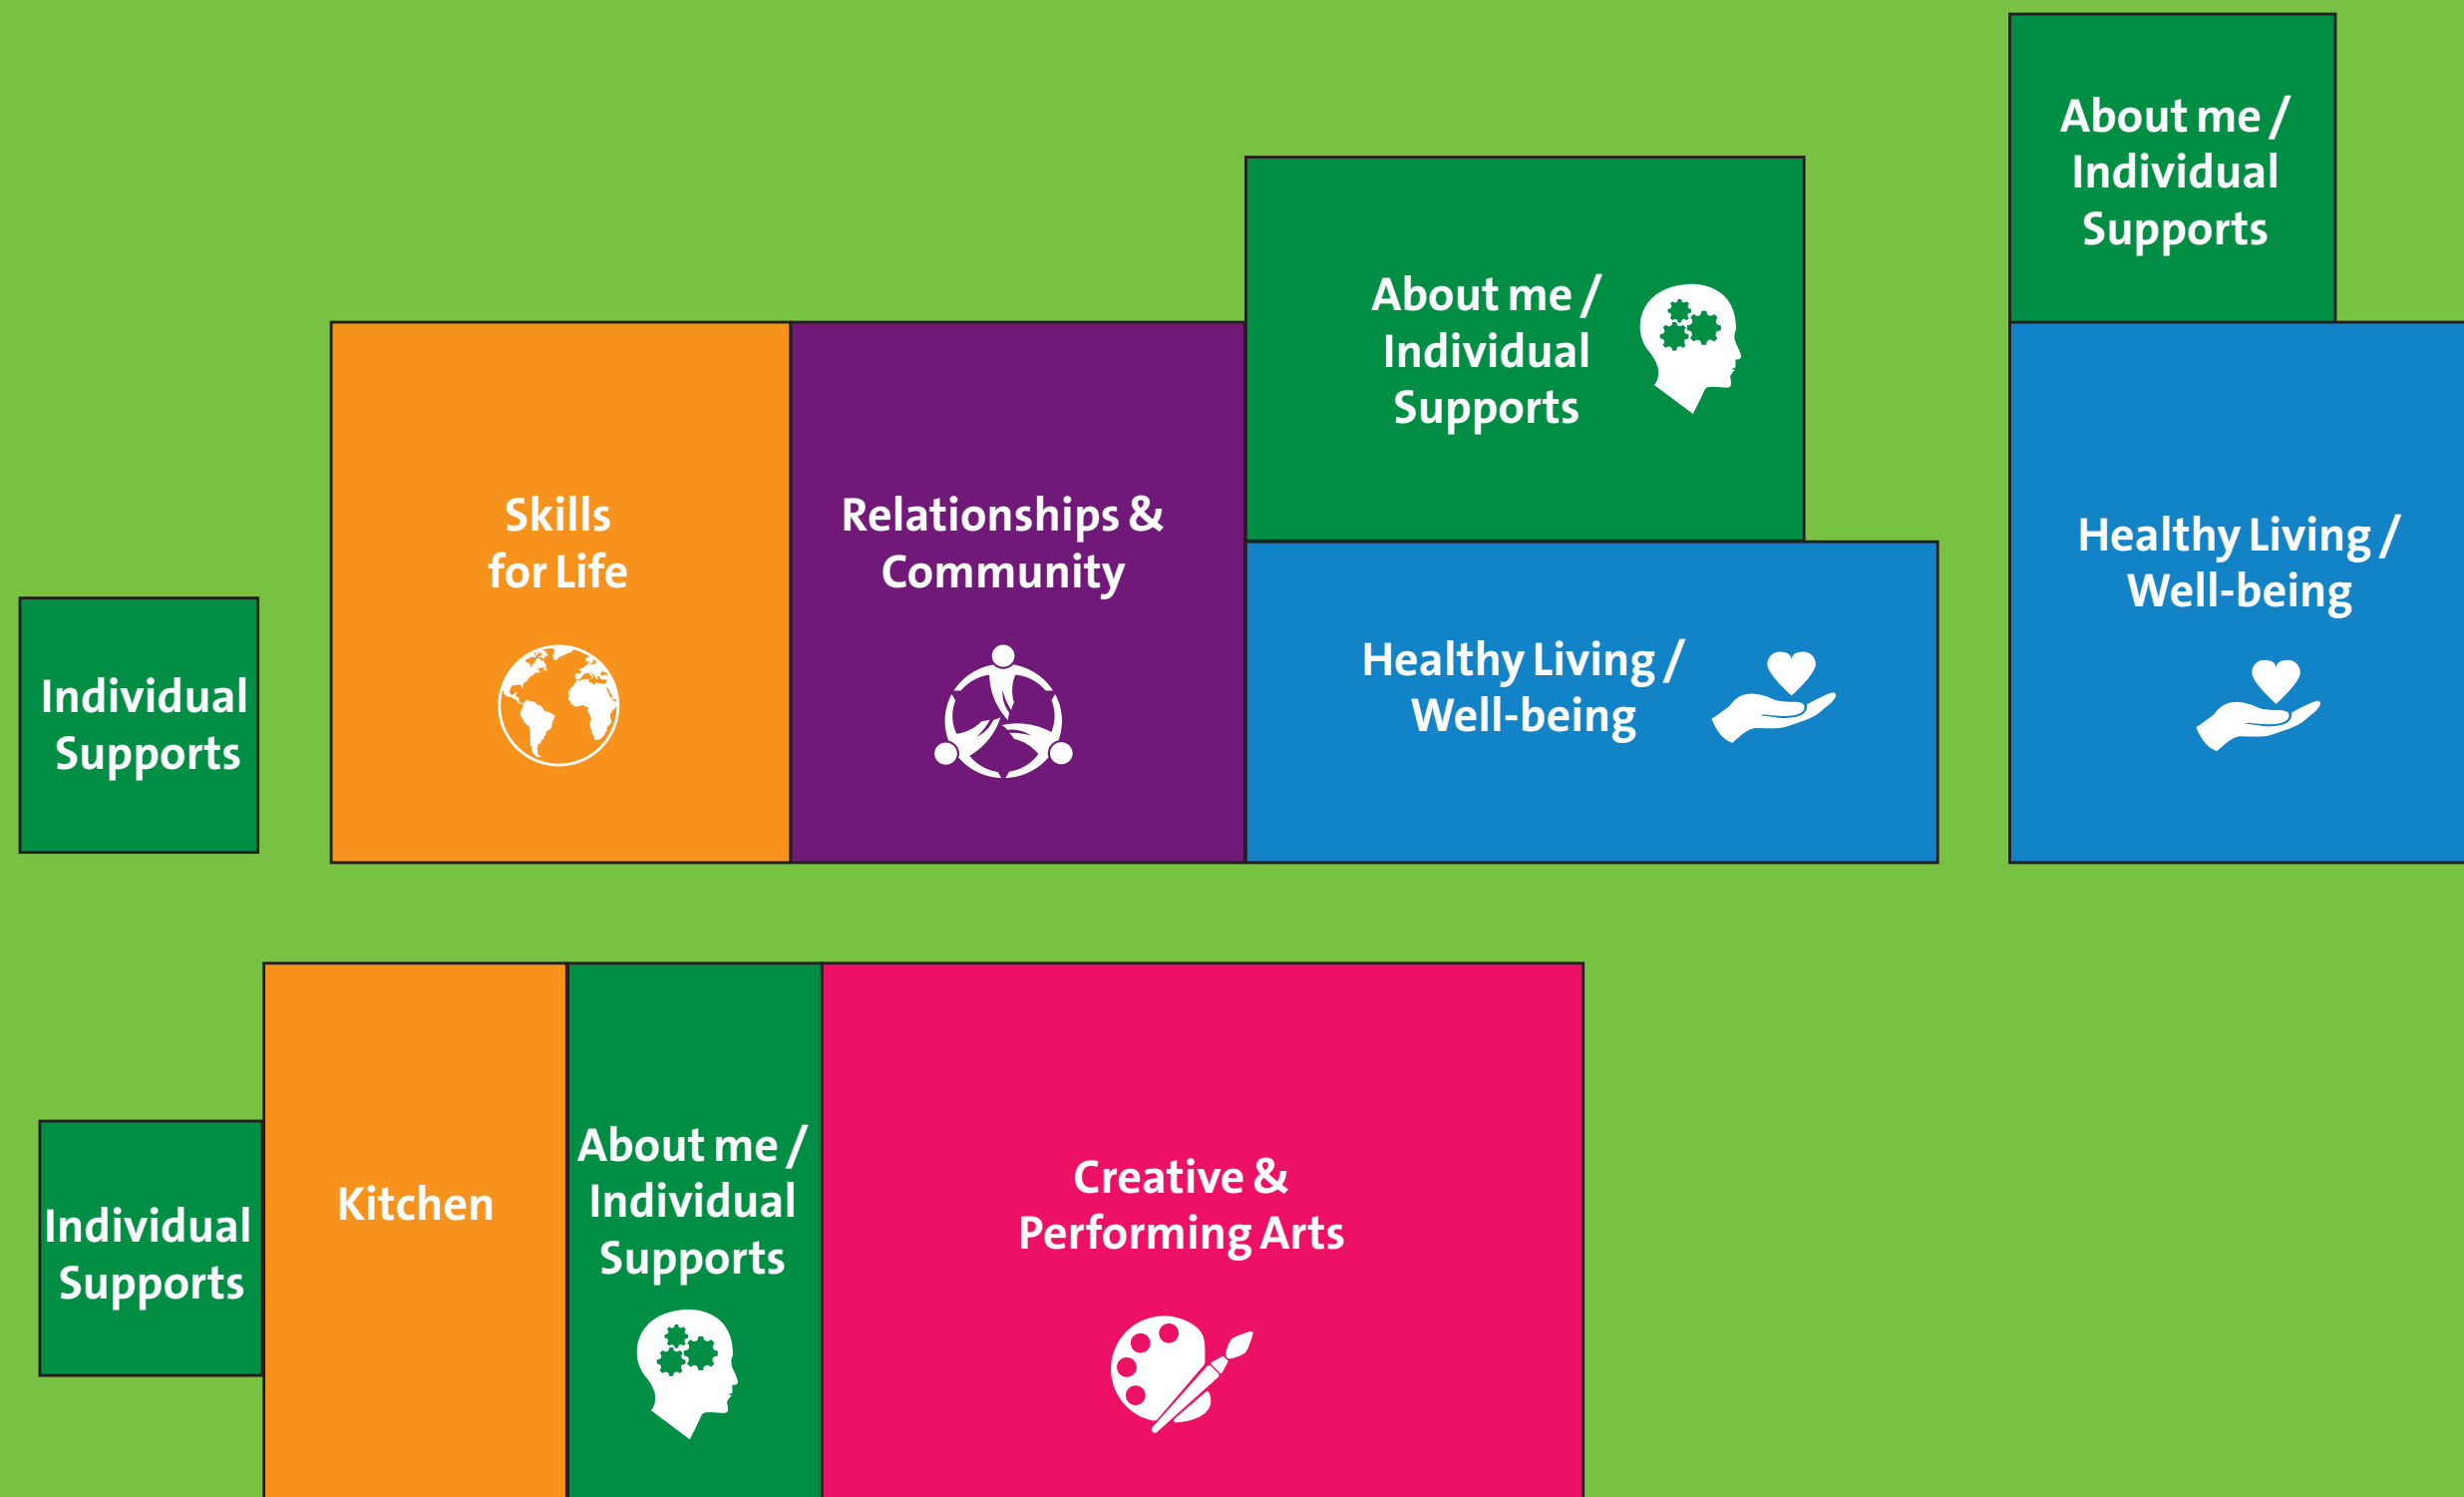 About me /
Individual
Supports
About me /
Individual
Supports
Skills
for Life
Relationships &
Community
Healthy Living /
Well-being
Healthy Living /
Well-being
Individual
Supports
Kitchen
About me /
Individual
Supports
Creative &
Performing Arts
Individual
Supports